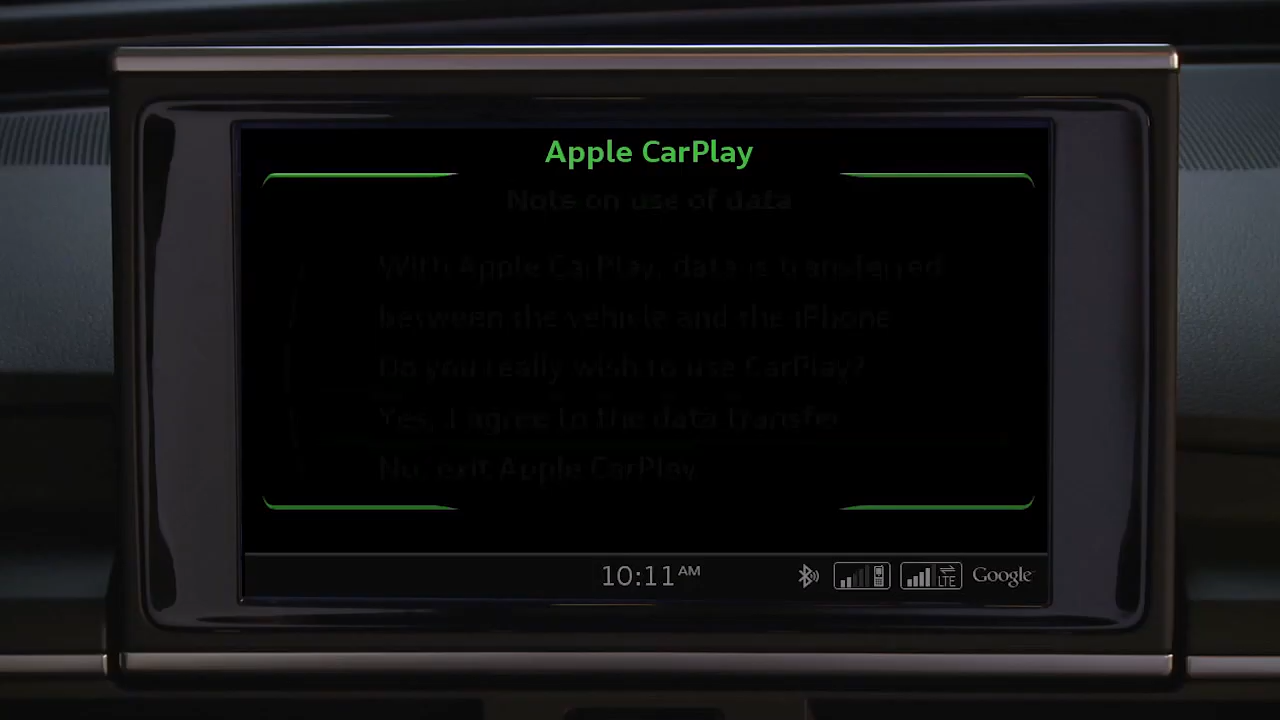 Apple CarPlay
Note on use of data
With Apple CarPlay, data is transferred
between the vehicle and the iPhone
Do you really wish to use CarPlay?
Yes, I agree to the data transfer
No, exit Apple CarPlay
10:11 AM
LTE
Google